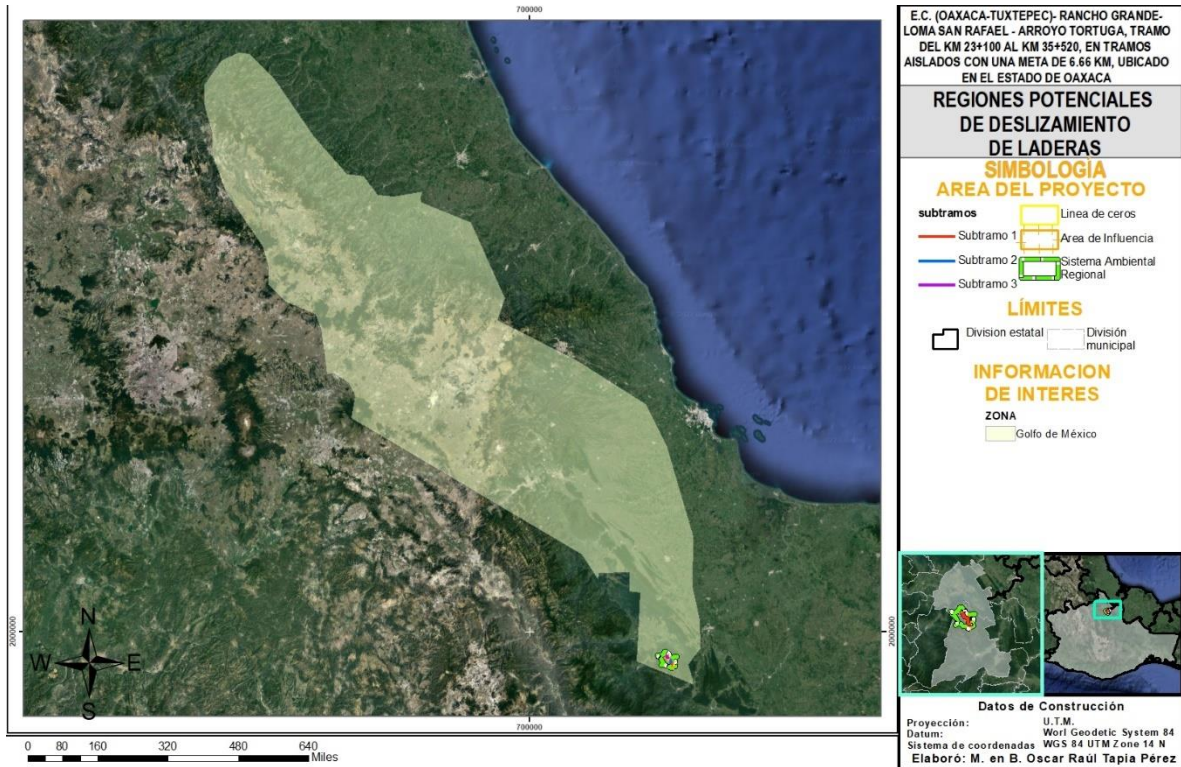 700000
2000000
2000000
700000
N
W
E
S
0 80 160 320 480 640
Miles
E.C. (OAXACA-TUXTEPEC)- RANCHO GRANDE-
LOMA SAN RAFAEL - ARROYO TORTUGA, TRAMO
DEL KM 23+100 AL KM 35+520, EN TRAMOS
AISLADOS CON UNA META DE 6.66 KM, UBICADO
EN EL ESTADO DE OAXACA
REGIONES POTENCIALES
DE DESLIZAMIENTO
DE LADERAS
SIMBOLOGÌA
AREA DEL PROYECTO
subtramos
Subtramo 1
Subtramo 2
Subtramo 3
Linea de ceros
Area de Influencia
Sistema Ambiental
Regional
LÍMITES
Division estatal
División
municipal
INFORMACION
DE INTERES
ZONA
Golfo de México
Datos de Construcción
Proyección: U.T.M.
Datum: Worl Geodetic System 84
Sistema de coordenadas WGS 84 UTM Zone 14 N
Elaboró: M. en B. Oscar Raúl Tapia Pérez